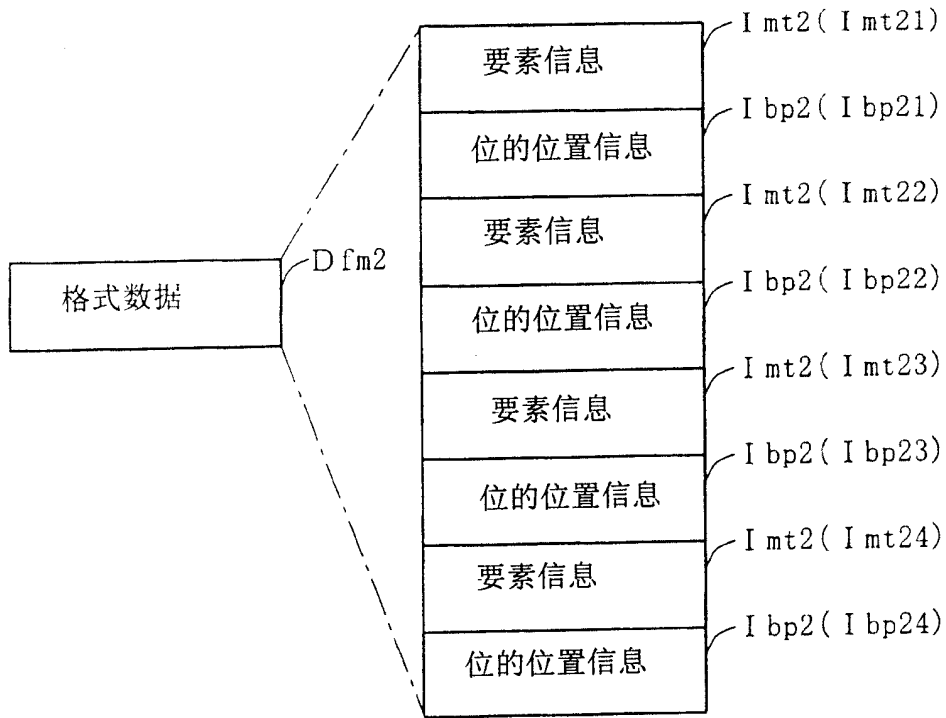 要素信息
I mt2( I mt21)
位的位置信息
I bp2( I bp21)
要素信息
I mt2( I mt22)
位的位置信息
I bp2( I bp22)
要素信息
I mt2( I mt23)
位的位置信息
I bp2( I bp23)
要素信息
I mt2( I mt24)
位的位置信息
I bp2( I bp24)
格式数据
D fm2